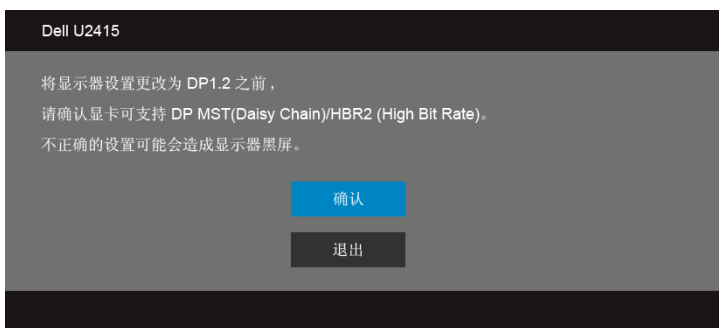 Dell U2415
将显示器设置更改为 DP1.2 之前，
请确认显卡可支持 DP MST(Daisy Chain)/HBR2 (High Bit Rate)。
不正确的设置可能会造成显示器黑屏。
确认
退出